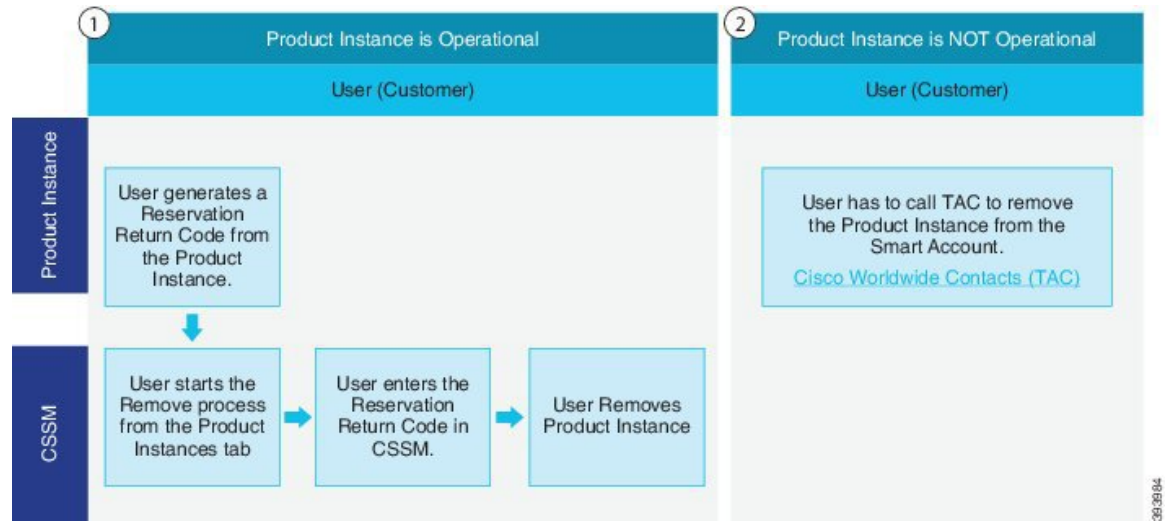 1
Product Instance is Operational
User (Customer)
2
Product Instance is NOT Operational
User (Customer)
Product Instance
User generates a
Reservation
Return Code from
the Product
Instance.
User has to call TAC to remove
the Product Instance from the
Smart Account.
Cisco Worldwide Contacts (TAC)
CSSM
User starts the
Remove process
from the Product
Instances tab
User enters the
Reservation
Return Code in
CSSM.
User Removes
Product Instance
393984